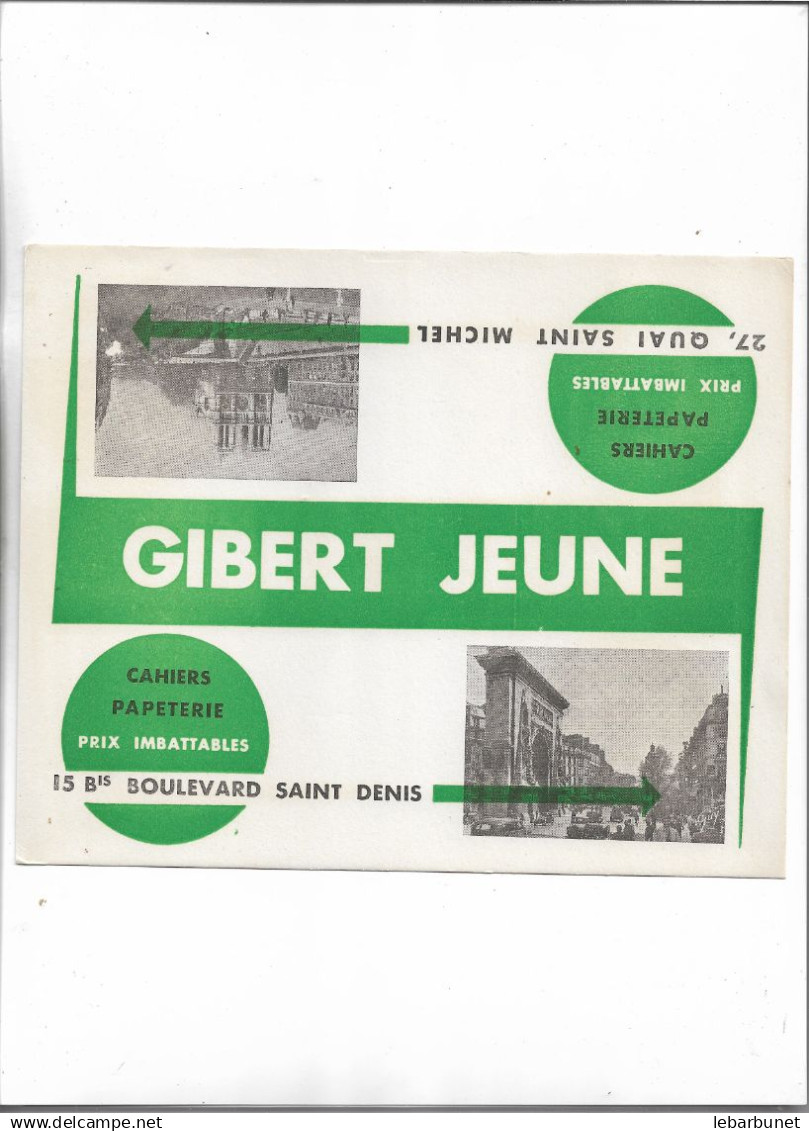 27, QUAI SAINT MICHEL
PRIX IMBATTABLES
PAPETERIE
CAHIERS
GIBERT JEUNE
CAHIERS
PAPETERIE
PRIX IMBATTABLES
15 BIS BOULEVARD SAINT DENIS
delcampe.net
lebarbunet